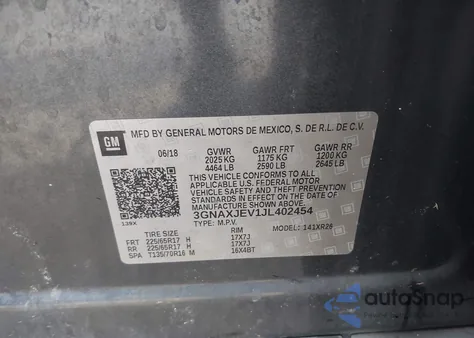 MFD BY GENERAL MOTORS DE MEXICO, S. DE R.L. DE C.V.
GM
06/18 GVWR GAWR FRT GAWR RR
2025 KG 1175 KG 1200 KG
4464 LB 2590 LB 2645 LB
THIS VEHICLE CONFORMS TO ALL
APPLICABLE U.S. FEDERAL MOTOR
VEHICLE SAFETY, BUMPER, AND THEFT
PREVENTION STANDARDS IN EFFECT ON
THE DATE OF MANUFACTURE SHOWN ABOVE.
139X 3GNAXJEV1JL402454
TYPE: M.P.V. MODEL: 141XR26
TIRE SIZE RIM
FRT 225/65R17 H 17X7J
RR 225/65R17 H 17X7J
SPA T135/70R16 M 16X4BT
autoSnap